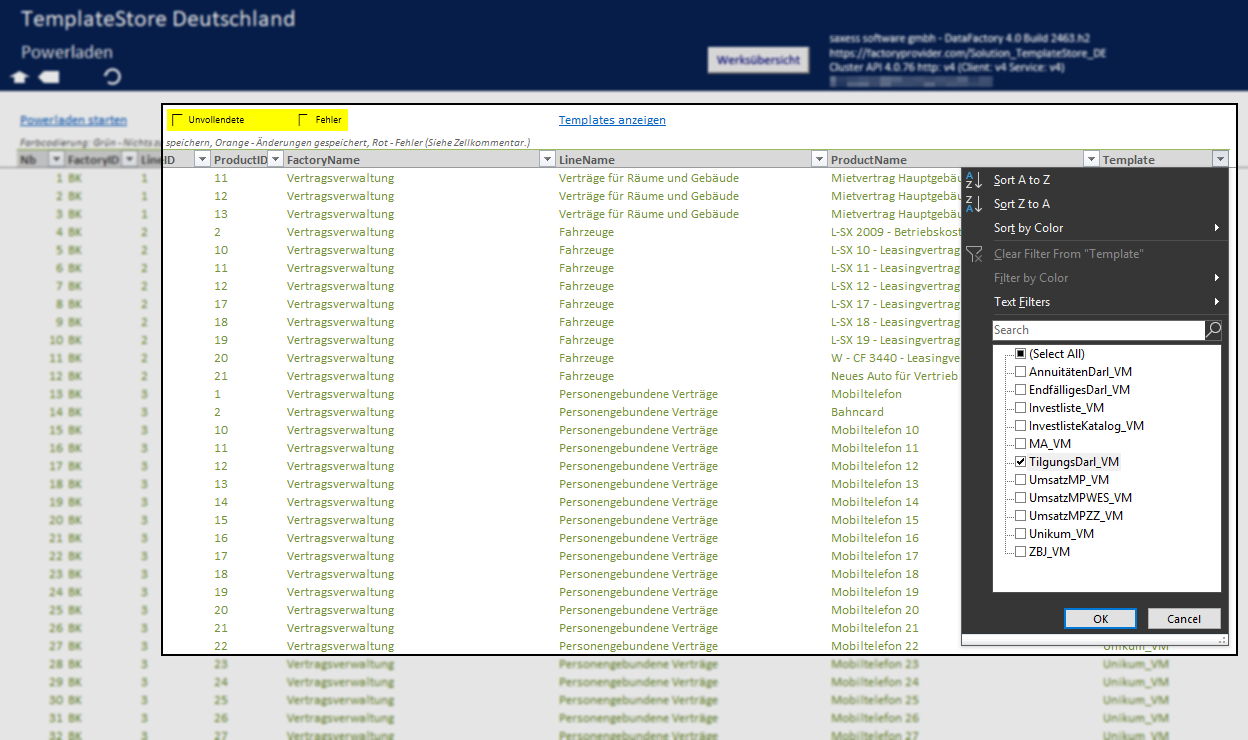 TemplateStore Deutschland
Powerladen
Werksübersicht
saxess software gmbh - DataFactory 4.0 Build 2463.h2
https://factoryprovider.com/Solution_TemplateStore_DE
Cluster API 4.0.76 http: v4 (Client: v4 Service: v4)
Powerladen starten
Unvollendete Fehler Templates anzeigen
Farbcodierung: Grün - Nichts zu speichern, Orange - Änderungen gespeichert, Rot - Fehler (Siehe Zellkommentar.)
Nb FactoryID LineID ProductID FactoryName LineName ProductName Template
1 BK 1 11 Vertragsverwaltung Verträge für Räume und Gebäude Mietvertrag Hauptgebäu
2 BK 1 12 Vertragsverwaltung Verträge für Räume und Gebäude Mietvertrag Hauptgebäu
3 BK 1 13 Vertragsverwaltung Verträge für Räume und Gebäude Mietvertrag Hauptgebäu
4 BK 2 2 Vertragsverwaltung Fahrzeuge L-SX 2009 - Betriebskost
5 BK 2 10 Vertragsverwaltung Fahrzeuge L-SX 10 - Leasingvertrag
6 BK 2 11 Vertragsverwaltung Fahrzeuge L-SX 11 - Leasingvertrag
7 BK 2 12 Vertragsverwaltung Fahrzeuge L-SX 12 - Leasingvertrag
8 BK 2 17 Vertragsverwaltung Fahrzeuge L-SX 17 - Leasingvertrag
9 BK 2 18 Vertragsverwaltung Fahrzeuge L-SX 18 - Leasingvertrag
10 BK 2 19 Vertragsverwaltung Fahrzeuge L-SX 19 - Leasingvertrag
11 BK 2 20 Vertragsverwaltung Fahrzeuge W - CF 3440 - Leasingve
12 BK 2 21 Vertragsverwaltung Fahrzeuge Neues Auto für Vertrieb
13 BK 3 1 Vertragsverwaltung Personengebundene Verträge Mobiltelefon
14 BK 3 2 Vertragsverwaltung Personengebundene Verträge Bahncard
15 BK 3 10 Vertragsverwaltung Personengebundene Verträge Mobiltelefon 10
16 BK 3 11 Vertragsverwaltung Personengebundene Verträge Mobiltelefon 11
17 BK 3 12 Vertragsverwaltung Personengebundene Verträge Mobiltelefon 12
18 BK 3 13 Vertragsverwaltung Personengebundene Verträge Mobiltelefon 13
19 BK 3 14 Vertragsverwaltung Personengebundene Verträge Mobiltelefon 14
20 BK 3 15 Vertragsverwaltung Personengebundene Verträge Mobiltelefon 15
21 BK 3 16 Vertragsverwaltung Personengebundene Verträge Mobiltelefon 16
22 BK 3 17 Vertragsverwaltung Personengebundene Verträge Mobiltelefon 17
23 BK 3 18 Vertragsverwaltung Personengebundene Verträge Mobiltelefon 18
24 BK 3 19 Vertragsverwaltung Personengebundene Verträge Mobiltelefon 19
25 BK 3 20 Vertragsverwaltung Personengebundene Verträge Mobiltelefon 20
26 BK 3 21 Vertragsverwaltung Personengebundene Verträge Mobiltelefon 21
27 BK 3 22 Vertragsverwaltung Personengebundene Verträge Mobiltelefon 22 Unikum_VM
28 BK 3 23 Vertragsverwaltung Personengebundene Verträge Mobiltelefon 23 Unikum_VM
29 BK 3 24 Vertragsverwaltung Personengebundene Verträge Mobiltelefon 24 Unikum_VM
30 BK 3 25 Vertragsverwaltung Personengebundene Verträge Mobiltelefon 25 Unikum_VM
31 BK 3 26 Vertragsverwaltung Personengebundene Verträge Mobiltelefon 26 Unikum_VM
32 BK 3 27 Vertragsverwaltung Personengebundene Verträge Mobiltelefon 27 Unikum_VM
Sort A to Z
Sort Z to A
Sort by Color
Clear Filter From "Template"
Filter by Color
Text Filters
Search
(Select All)
AnnuitätenDarl_VM
EndfälligesDarl_VM
Investliste_VM
InvestlisteKatalog_VM
MA_VM
TilgungsDarl_VM
UmsatzMP_VM
UmsatzMPWES_VM
UmsatzMPZZ_VM
Unikum_VM
ZBJ_VM
OK Cancel